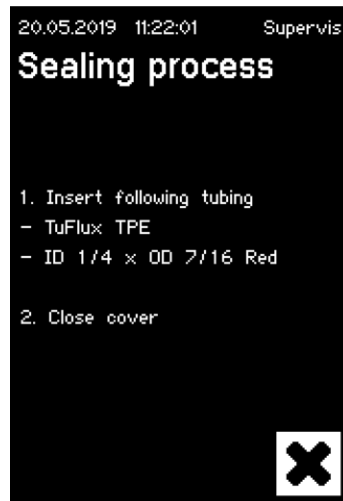 20.05.2019 11:22:01 Supervis
Sealing process
1. Insert following tubing
- TuFlux TPE
- ID 1/4 x OD 7/16 Red
2. Close cover